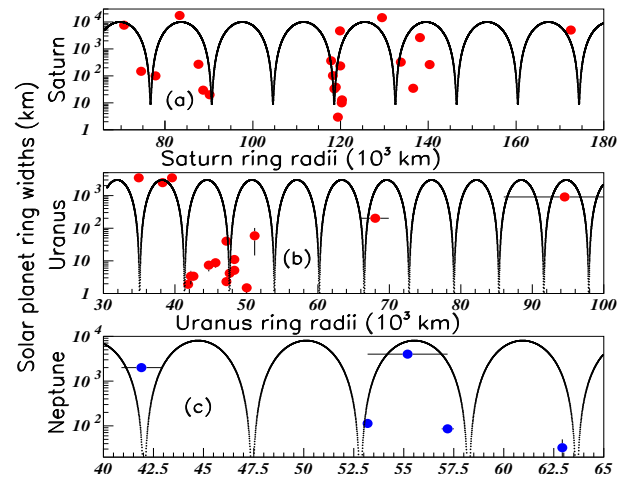 Solar planet ring widths (km)
Saturn
10⁴
10²
10
1
(a)
80 100 120 140 160 180
Saturn ring radii (10³ km)
Uranus
10³
10²
10
1
(b)
30 40 50 60 70 80 90 100
Uranus ring radii (10³ km)
Neptune
10⁴
10²
(c)
40 42.5 45 47.5 50 52.5 55 57.5 60 62.5 65